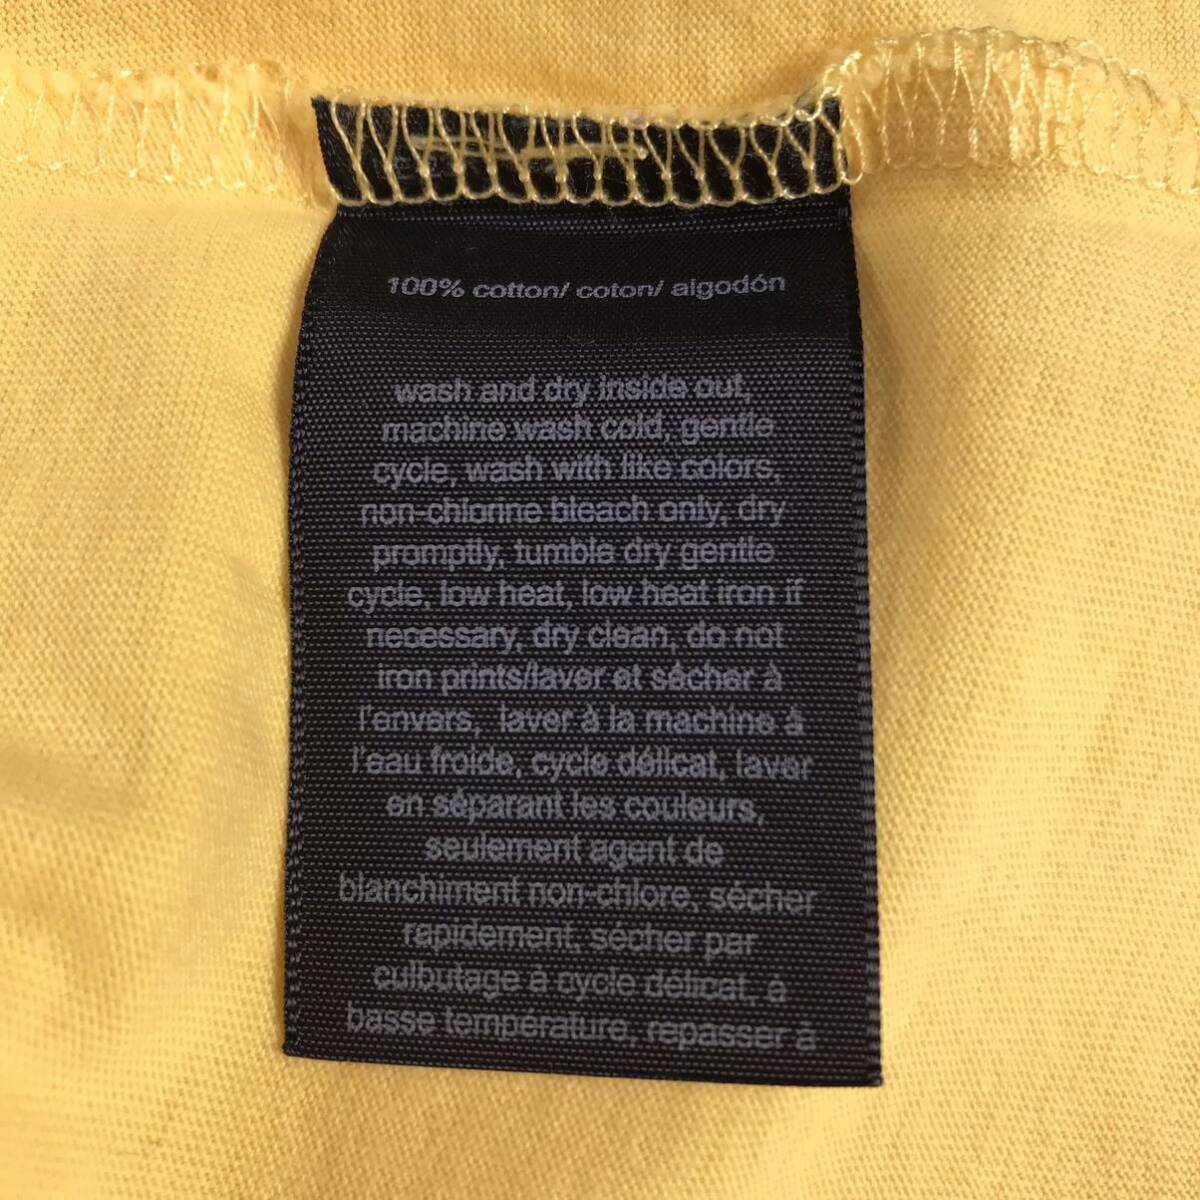 100% cotton/ coton/ algodón
wash and dry inside out,
machine wash cold, gentle
cycle, wash with like colors,
non-chlorine bleach only, dry
promptly, tumble dry gentle
cycle, low heat, low heat iron if
necessary, dry clean, do not
iron prints/laver et sécher à
l'envers, laver à la machine à
l'eau froide, cycle délicat, laver
en séparant les couleurs,
seulement agent de
blanchiment non-chlore, sécher
rapidement, sécher par
culbutage à cycle délicat, à
basse température, repasser à